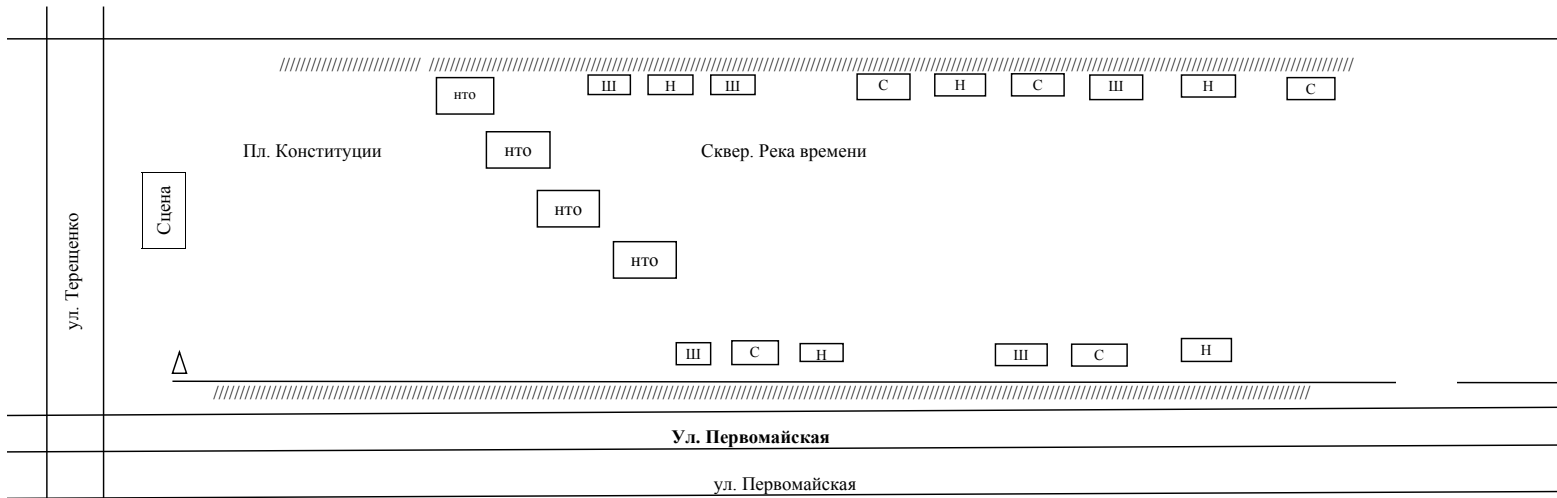 нто
Ш
Н
Ш
С
Н
С
Ш
Н
С
Пл. Конституции
нто
Сквер. Река времени
Сцена
нто
нто
ул. Терещенко
Ш
С
Н
Ш
С
Н
Ул. Первомайская
ул. Первомайская